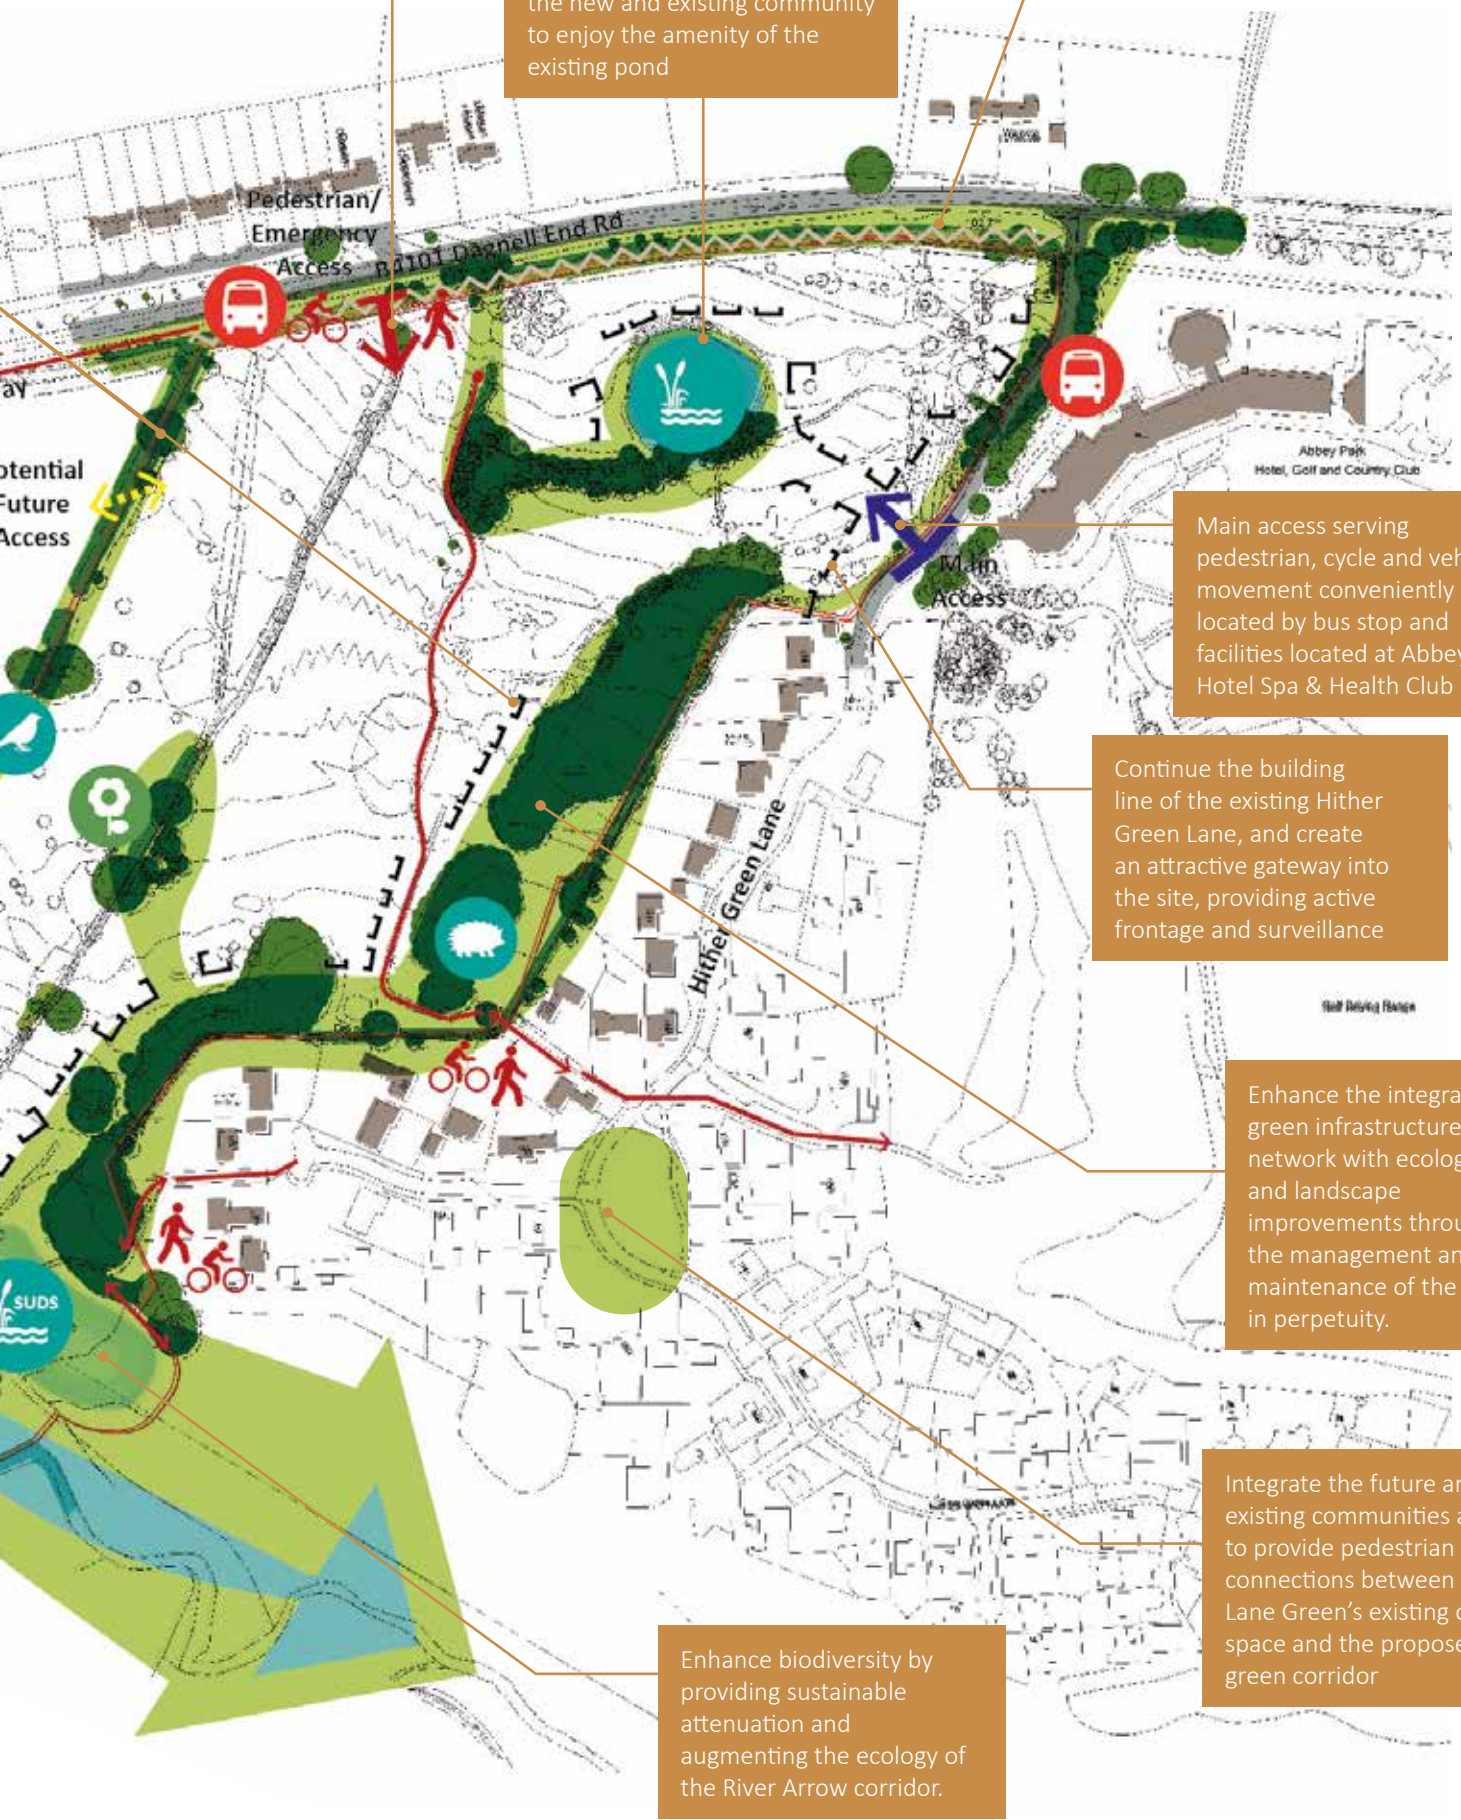 the new and existing community
to enjoy the amenity of the
existing pond
Pedestrian/
Emergency
Access
B4101 Dagnell End Rd
ay
otential
Future
Access
Abbey Park
Hotel, Golf and Country Club
Main access serving
pedestrian, cycle and veh
movement conveniently
located by bus stop and
facilities located at Abbey
Hotel Spa & Health Club
Main
Access
Continue the building
line of the existing Hither
Green Lane, and create
an attractive gateway into
the site, providing active
frontage and surveillance
Hither Green Lane
Golf Driving Range
Enhance the integra
green infrastructure
network with ecolog
and landscape
improvements throu
the management an
maintenance of the
in perpetuity.
SUDS
Integrate the future an
existing communities a
to provide pedestrian
connections between
Lane Green’s existing o
space and the propose
green corridor
Enhance biodiversity by
providing sustainable
attenuation and
augmenting the ecology of
the River Arrow corridor.